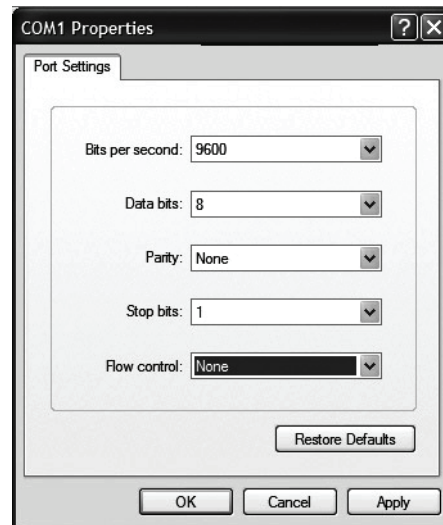 COM1 Properties
Port Settings
Bits per second: 9600
Data bits: 8
Parity: None
Stop bits: 1
Flow control: None
Restore Defaults
OK Cancel Apply